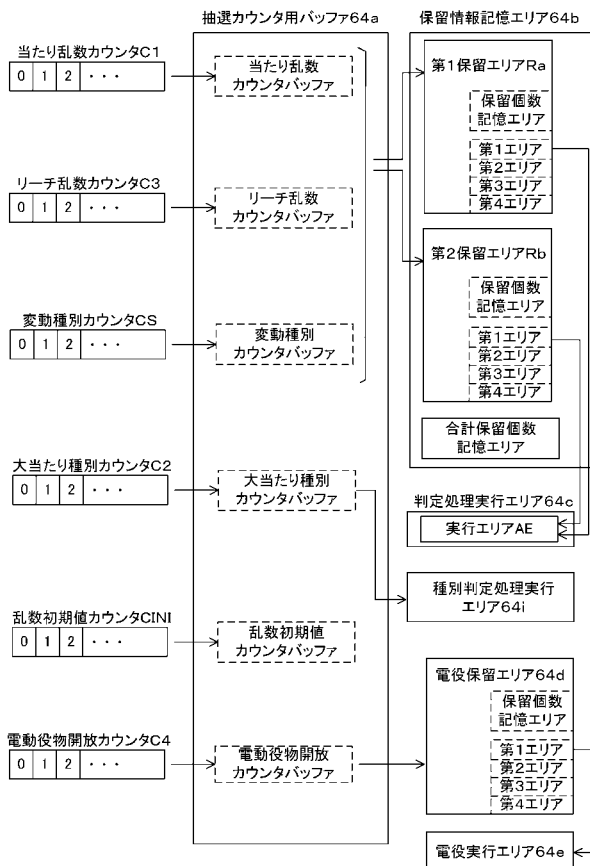 抽選カウンタ用バッファ64a
保留情報記憶エリア64b
当たり乱数カウンタC1
0 1 2 ・・・
当たり乱数
カウンタバッファ
リーチ乱数カウンタC3
0 1 2 ・・・
リーチ乱数
カウンタバッファ
変動種別カウンタCS
0 1 2 ・・・
変動種別
カウンタバッファ
大当たり種別カウンタC2
0 1 2 ・・・
大当たり種別
カウンタバッファ
乱数初期値カウンタCINI
0 1 2 ・・・
乱数初期値
カウンタバッファ
電動役物開放カウンタC4
0 1 2 ・・・
電動役物開放
カウンタバッファ
第1保留エリアRa
保留個数
記憶エリア
第1エリア
第2エリア
第3エリア
第4エリア
第2保留エリアRb
保留個数
記憶エリア
第1エリア
第2エリア
第3エリア
第4エリア
合計保留個数
記憶エリア
判定処理実行エリア64c
実行エリアAE
種別判定処理実行
エリア64i
電役保留エリア64d
保留個数
記憶エリア
第1エリア
第2エリア
第3エリア
第4エリア
電役実行エリア64e